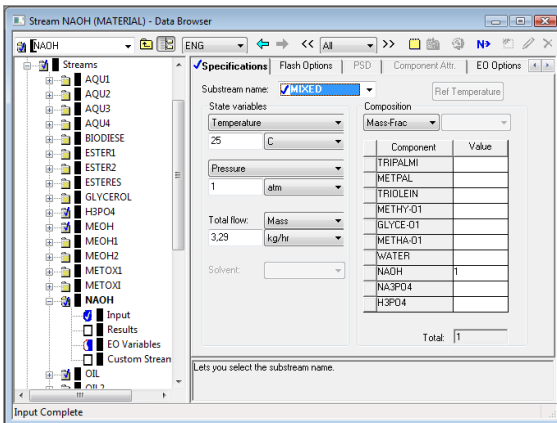 Stream NAOH (MATERIAL) - Data Browser
NAOH ENG All N>
Streams
AQU1
AQU2
AQU3
AQU4
BIODIESE
ESTER1
ESTER2
ESTERES
GLYCEROL
H3PO4
MEOH
MEOH1
MEOH2
METOX1
METOXI
NAOH
Input
Results
EO Variables
Custom Stream
OIL
OIL2
Specifications Flash Options PSD Component Attr. EO Options
Substream name: MIXED Ref Temperature
State variables
Temperature
25 C
Pressure
1 atm
Total flow: Mass
3,29 kg/hr
Solvent:
Composition
Mass-Frac
Component Value
TRIPALMI
METPAL
TRIOLEIN
METHY-01
GLYCE-01
METHA-01
WATER
NAOH 1
NA3PO4
H3PO4
Total: 1
Lets you select the substream name.
Input Complete